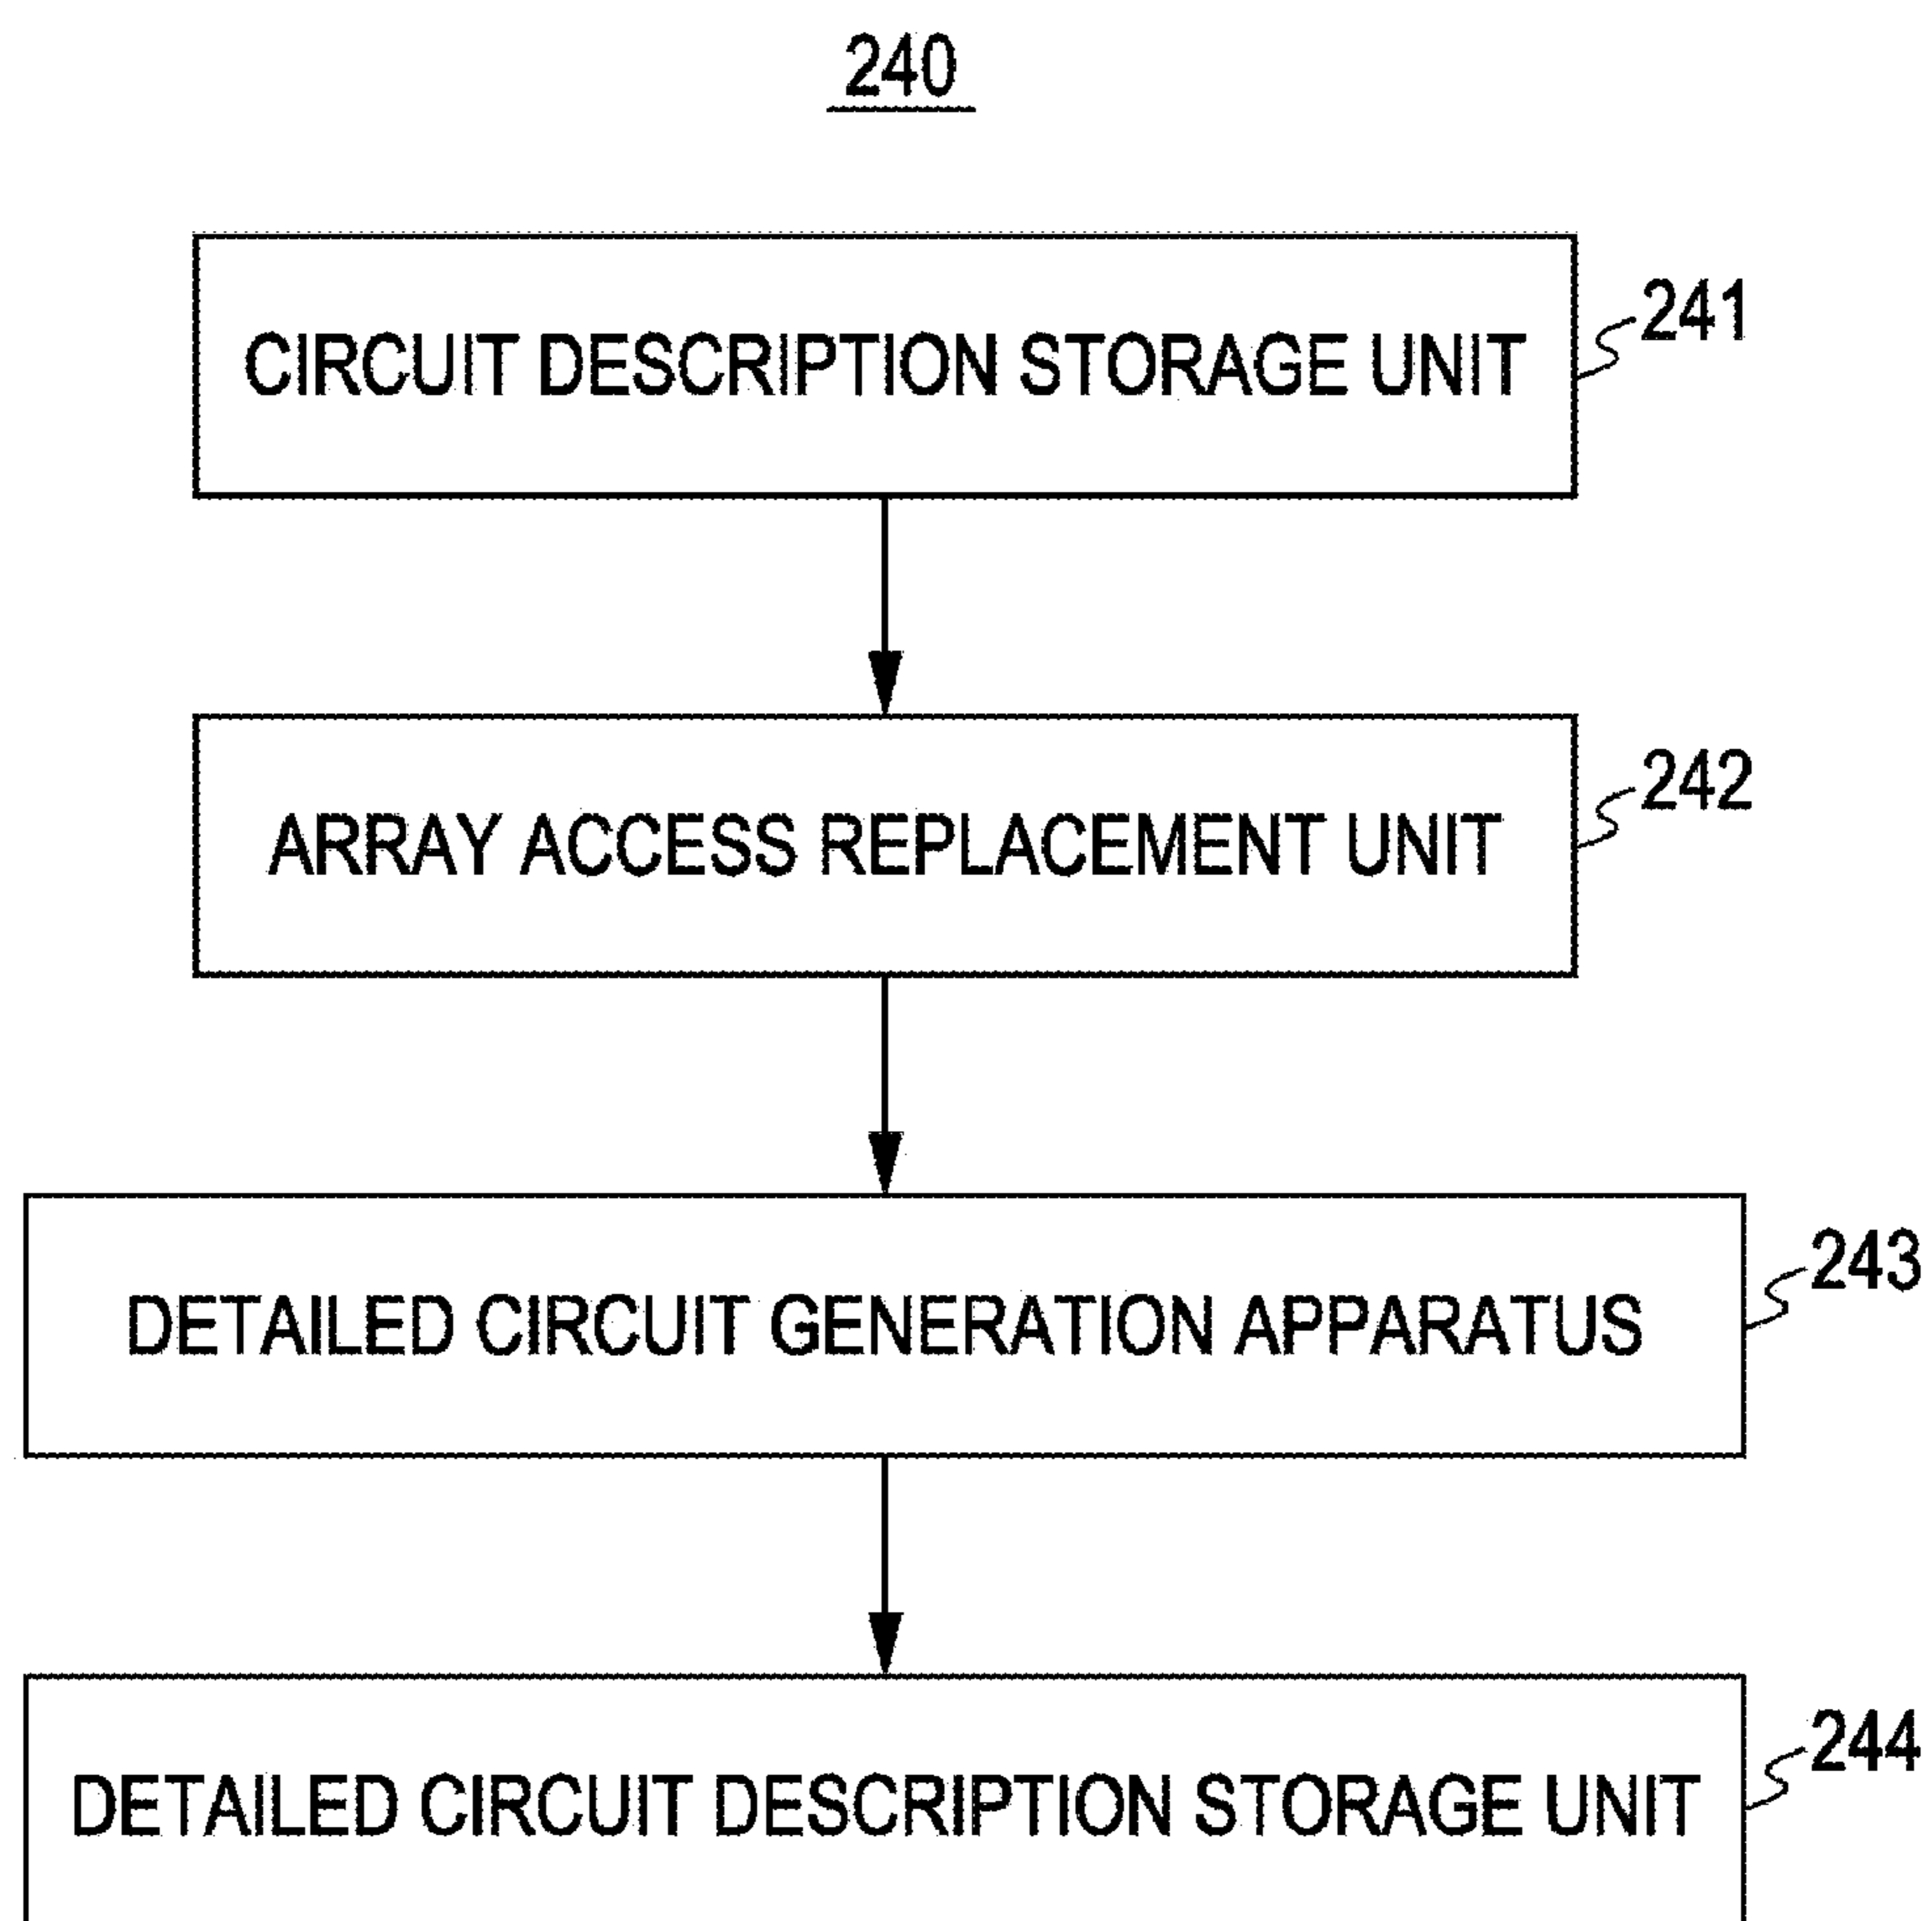 240
CIRCUIT DESCRIPTION STORAGE UNIT
241
ARRAY ACCESS REPLACEMENT UNIT
242
DETAILED CIRCUIT GENERATION APPARATUS
243
DETAILED CIRCUIT DESCRIPTION STORAGE UNIT
244